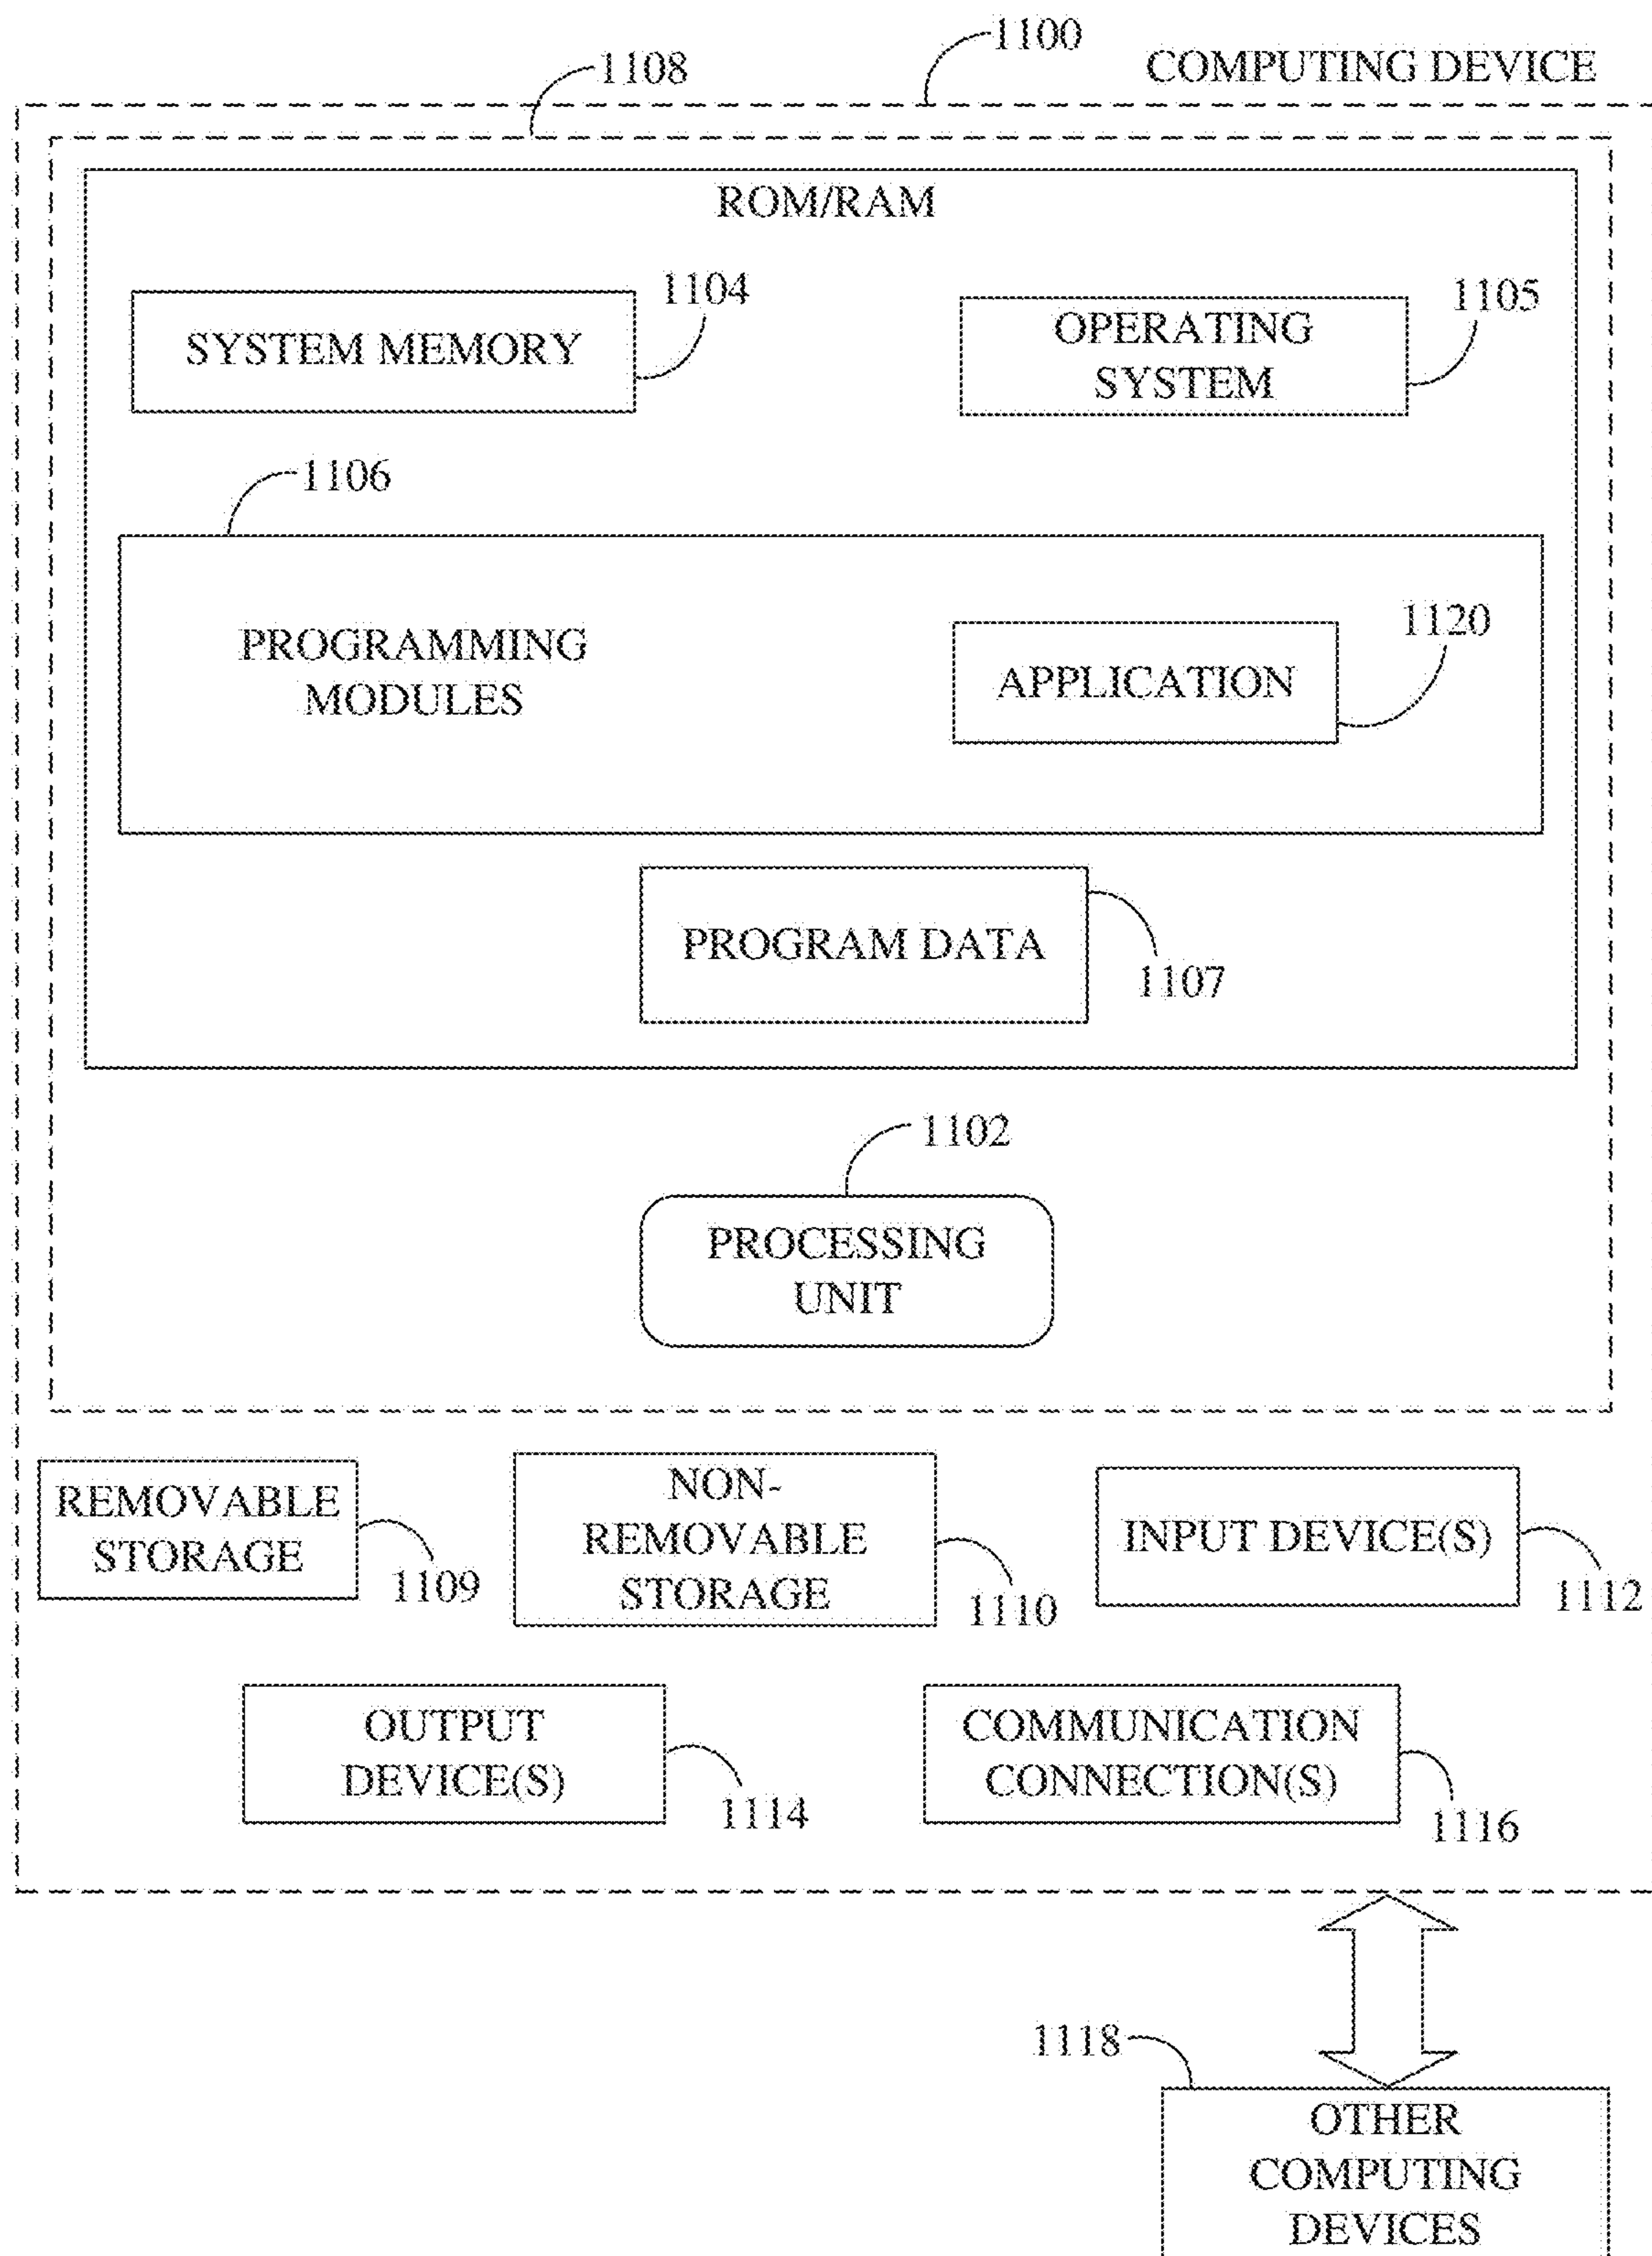 1100
COMPUTING DEVICE
1108
ROM/RAM
1104
SYSTEM MEMORY
1105
OPERATING
SYSTEM
1106
PROGRAMMING
MODULES
1120
APPLICATION
PROGRAM DATA
1107
1102
PROCESSING
UNIT
REMOVABLE
STORAGE
1109
NON-
REMOVABLE
STORAGE
1110
INPUT DEVICE(S)
1112
OUTPUT
DEVICE(S)
1114
COMMUNICATION
CONNECTION(S)
1116
1118
OTHER
COMPUTING
DEVICES